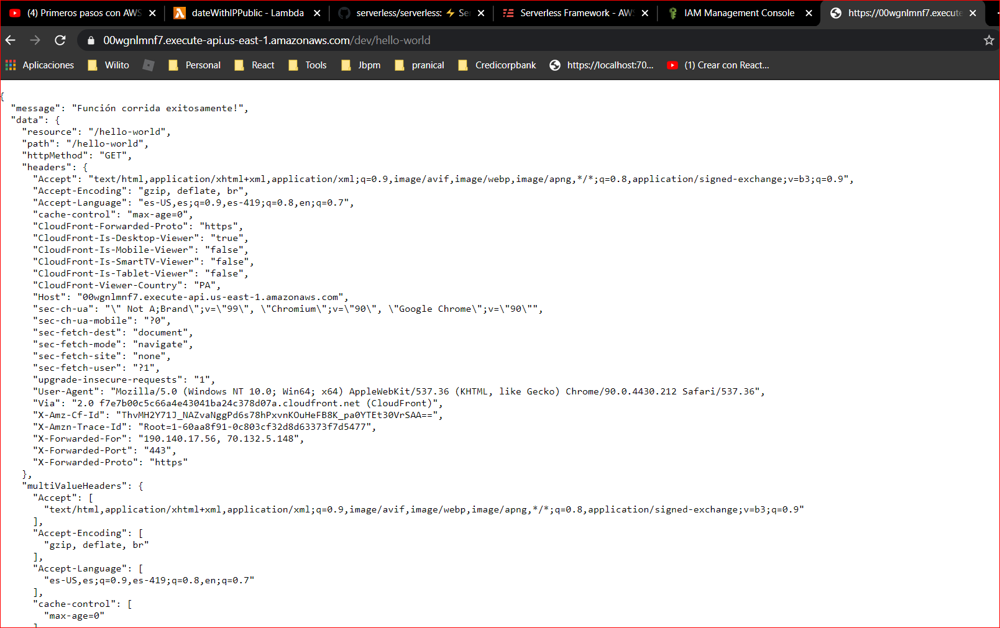 (4) Primeros pasos con AWS
dateWithIPPublic - Lambda
serverless/serverless: ⚡ Se
Serverless Framework - AWS
IAM Management Console
https://00wgnlmnf7.execute
00wgnlmnf7.execute-api.us-east-1.amazonaws.com/dev/hello-world
Aplicaciones Wilito Personal React Tools Jbpm pranical Credicorpbank https://localhost:70... (1) Crear con React...
{
"message": "Función corrida exitosamente!",
"data": {
"resource": "/hello-world",
"path": "/hello-world",
"httpMethod": "GET",
"headers": {
"Accept": "text/html,application/xhtml+xml,application/xml;q=0.9,image/avif,image/webp,image/apng,*/*;q=0.8,application/signed-exchange;v=b3;q=0.9",
"Accept-Encoding": "gzip, deflate, br",
"Accept-Language": "es-US,es;q=0.9,es-419;q=0.8,en;q=0.7",
"cache-control": "max-age=0",
"CloudFront-Forwarded-Proto": "https",
"CloudFront-Is-Desktop-Viewer": "true",
"CloudFront-Is-Mobile-Viewer": "false",
"CloudFront-Is-SmartTV-Viewer": "false",
"CloudFront-Is-Tablet-Viewer": "false",
"CloudFront-Viewer-Country": "PA",
"Host": "00wgnlmnf7.execute-api.us-east-1.amazonaws.com",
"sec-ch-ua": "\" Not A;Brand\";v=\"99\", \"Chromium\";v=\"90\", \"Google Chrome\";v=\"90\"",
"sec-ch-ua-mobile": "?0",
"sec-fetch-dest": "document",
"sec-fetch-mode": "navigate",
"sec-fetch-site": "none",
"sec-fetch-user": "?1",
"upgrade-insecure-requests": "1",
"User-Agent": "Mozilla/5.0 (Windows NT 10.0; Win64; x64) AppleWebKit/537.36 (KHTML, like Gecko) Chrome/90.0.4430.212 Safari/537.36",
"Via": "2.0 f7e7b00c5c66a4e43041ba24c378d07a.cloudfront.net (CloudFront)",
"X-Amz-Cf-Id": "ThvMH2Y71J_NAZvaNggPd6s78hPxvnKOuHeFB8K_pa0YTEt30VrSAA==",
"X-Amzn-Trace-Id": "Root=1-60aa8f91-0c803cf32d8d63373f7d5477",
"X-Forwarded-For": "190.140.17.56, 70.132.5.148",
"X-Forwarded-Port": "443",
"X-Forwarded-Proto": "https"
},
"multiValueHeaders": {
"Accept": [
"text/html,application/xhtml+xml,application/xml;q=0.9,image/avif,image/webp,image/apng,*/*;q=0.8,application/signed-exchange;v=b3;q=0.9"
],
"Accept-Encoding": [
"gzip, deflate, br"
],
"Accept-Language": [
"es-US,es;q=0.9,es-419;q=0.8,en;q=0.7"
],
"cache-control": [
"max-age=0"